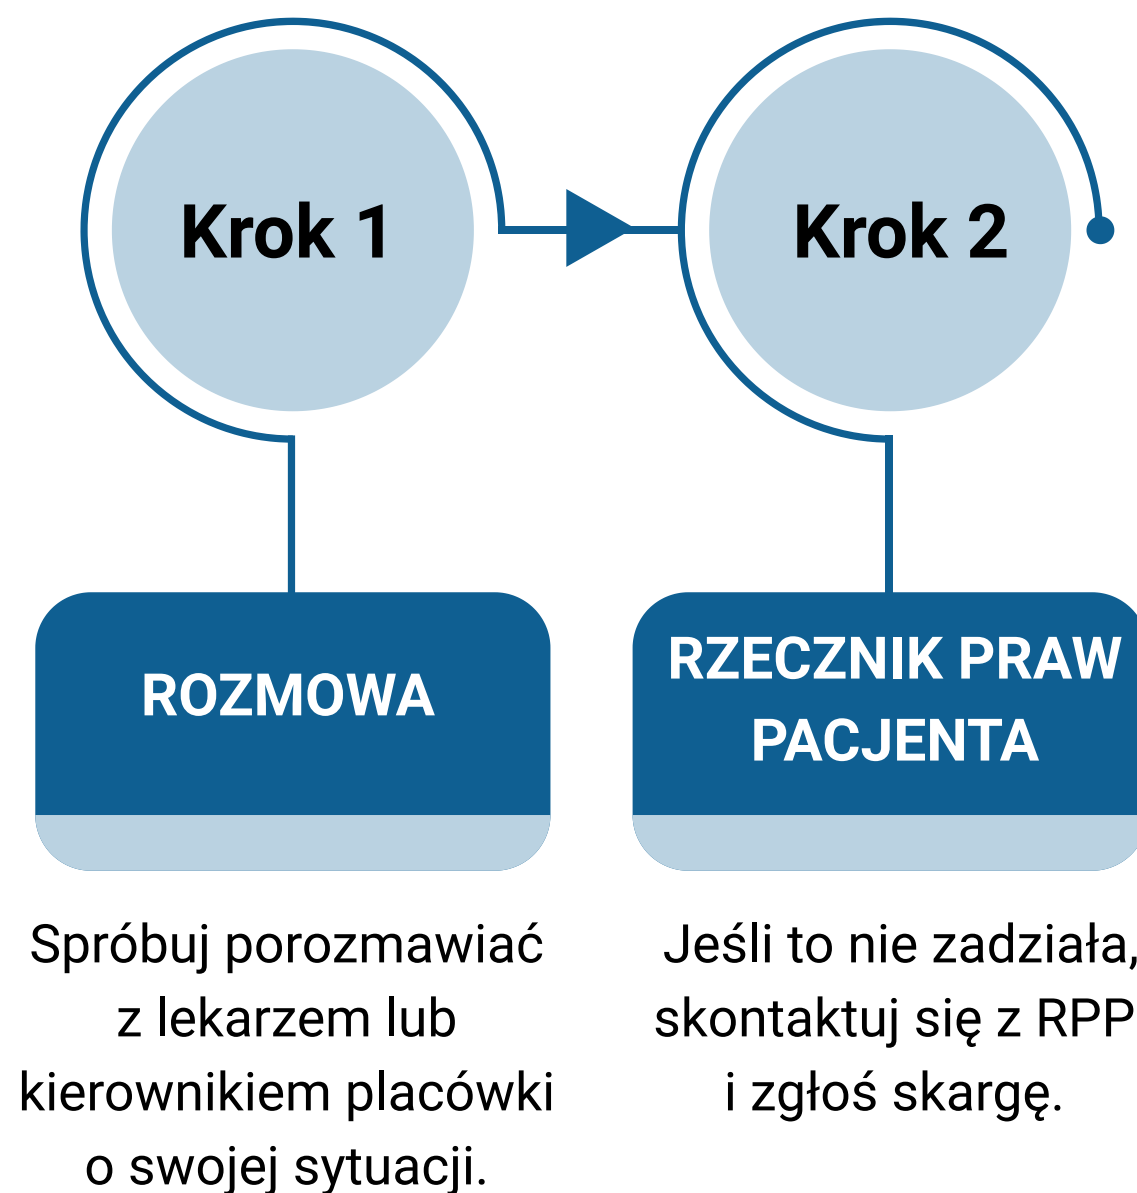 Krok 1
Krok 2
ROZMOWA
RZECZNIK PRAW
PACJENTA
Spróbuj porozmawiać
z lekarzem lub
kierownikiem placówki
o swojej sytuacji.
Jeśli to nie zadziała,
skontaktuj się z RPP
i zgłoś skargę.